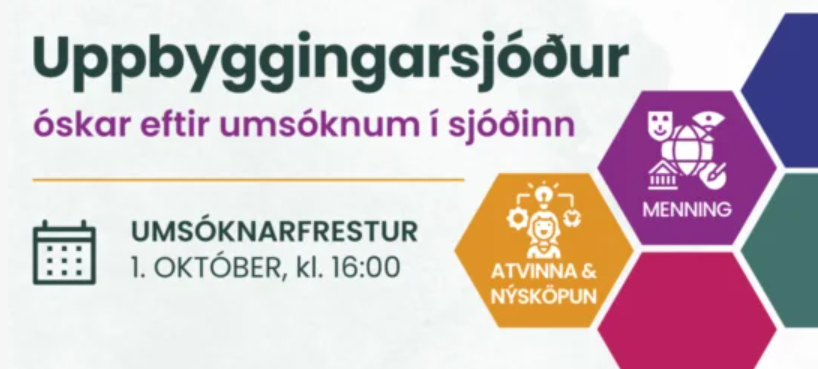 Uppbyggingarsjóður
óskar eftir umsóknum í sjóðinn
UMSÓKNARFRESTUR
1. OKTÓBER, kl. 16:00
MENNING
ATVINNA &
NÝSKÖPUN